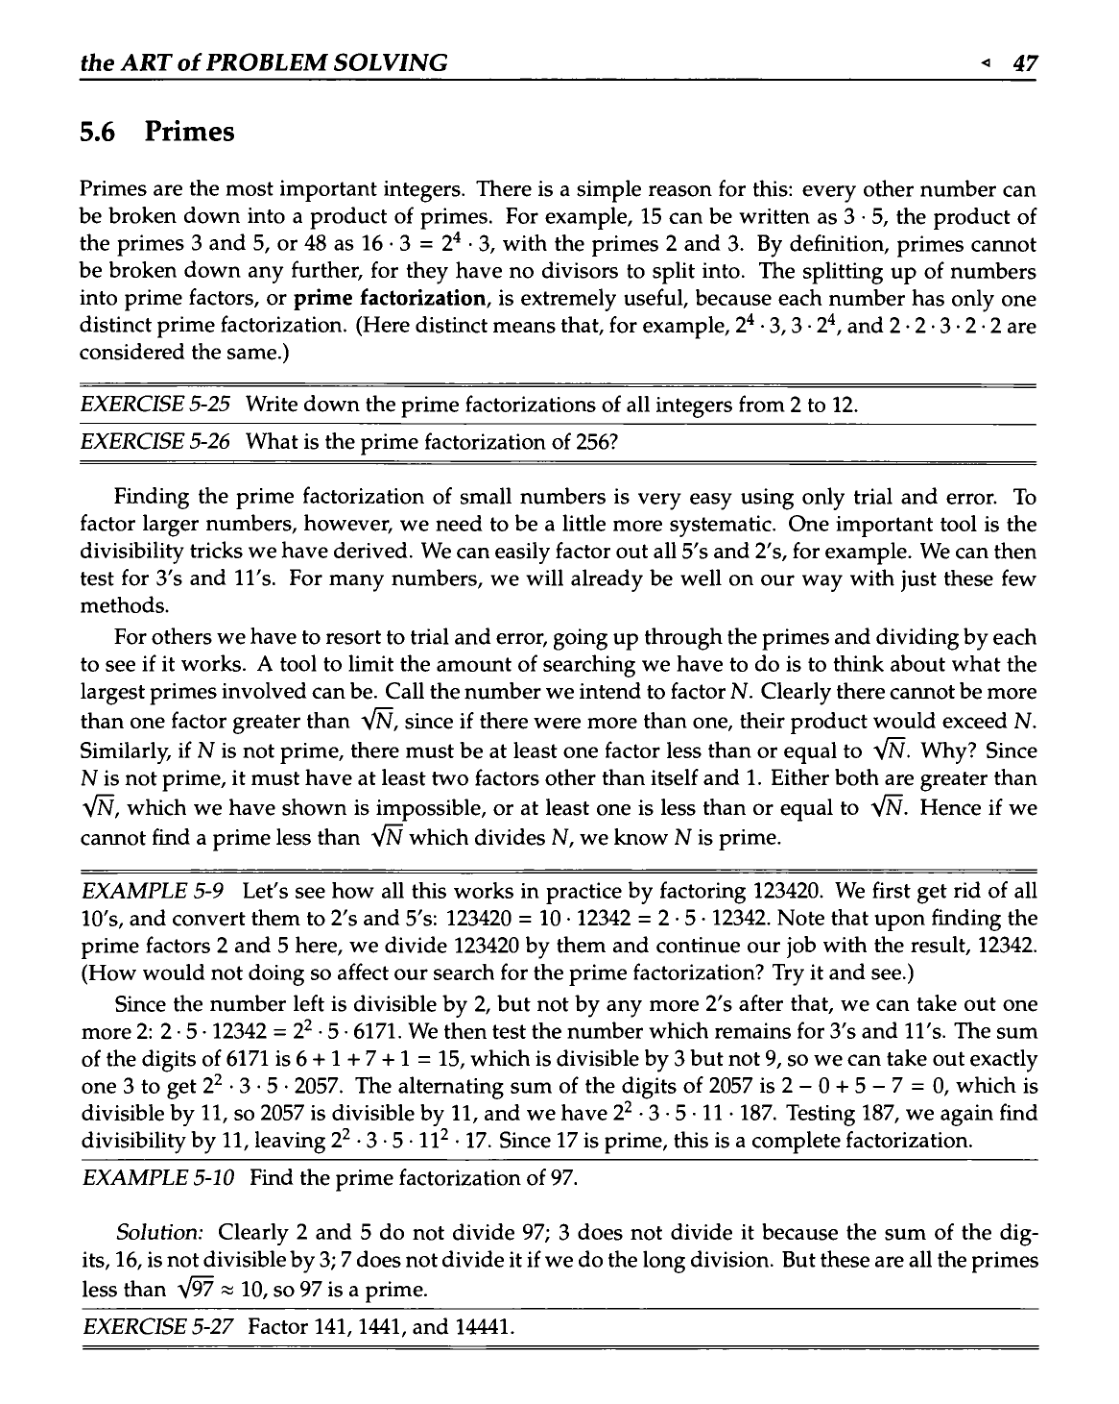 the ART of PROBLEM SOLVING ◃ 47
5.6 Primes
Primes are the most important integers. There is a simple reason for this: every other number can
be broken down into a product of primes. For example, 15 can be written as 3 · 5, the product of
the primes 3 and 5, or 48 as 16 · 3 = 2⁴ · 3, with the primes 2 and 3. By definition, primes cannot
be broken down any further, for they have no divisors to split into. The splitting up of numbers
into prime factors, or prime factorization, is extremely useful, because each number has only one
distinct prime factorization. (Here distinct means that, for example, 2⁴ · 3, 3 · 2⁴, and 2 · 2 · 3 · 2 · 2 are
considered the same.)
EXERCISE 5-25 Write down the prime factorizations of all integers from 2 to 12.
EXERCISE 5-26 What is the prime factorization of 256?
Finding the prime factorization of small numbers is very easy using only trial and error. To
factor larger numbers, however, we need to be a little more systematic. One important tool is the
divisibility tricks we have derived. We can easily factor out all 5's and 2's, for example. We can then
test for 3's and 11's. For many numbers, we will already be well on our way with just these few
methods.
For others we have to resort to trial and error, going up through the primes and dividing by each
to see if it works. A tool to limit the amount of searching we have to do is to think about what the
largest primes involved can be. Call the number we intend to factor N. Clearly there cannot be more
than one factor greater than √N, since if there were more than one, their product would exceed N.
Similarly, if N is not prime, there must be at least one factor less than or equal to √N. Why? Since
N is not prime, it must have at least two factors other than itself and 1. Either both are greater than
√N, which we have shown is impossible, or at least one is less than or equal to √N. Hence if we
cannot find a prime less than √N which divides N, we know N is prime.
EXAMPLE 5-9 Let's see how all this works in practice by factoring 123420. We first get rid of all
10's, and convert them to 2's and 5's: 123420 = 10 · 12342 = 2 · 5 · 12342. Note that upon finding the
prime factors 2 and 5 here, we divide 123420 by them and continue our job with the result, 12342.
(How would not doing so affect our search for the prime factorization? Try it and see.)
Since the number left is divisible by 2, but not by any more 2's after that, we can take out one
more 2: 2 · 5 · 12342 = 2² · 5 · 6171. We then test the number which remains for 3's and 11's. The sum
of the digits of 6171 is 6 + 1 + 7 + 1 = 15, which is divisible by 3 but not 9, so we can take out exactly
one 3 to get 2² · 3 · 5 · 2057. The alternating sum of the digits of 2057 is 2 − 0 + 5 − 7 = 0, which is
divisible by 11, so 2057 is divisible by 11, and we have 2² · 3 · 5 · 11 · 187. Testing 187, we again find
divisibility by 11, leaving 2² · 3 · 5 · 11² · 17. Since 17 is prime, this is a complete factorization.
EXAMPLE 5-10 Find the prime factorization of 97.
Solution: Clearly 2 and 5 do not divide 97; 3 does not divide it because the sum of the dig-
its, 16, is not divisible by 3; 7 does not divide it if we do the long division. But these are all the primes
less than √97 ≈ 10, so 97 is a prime.
EXERCISE 5-27 Factor 141, 1441, and 14441.